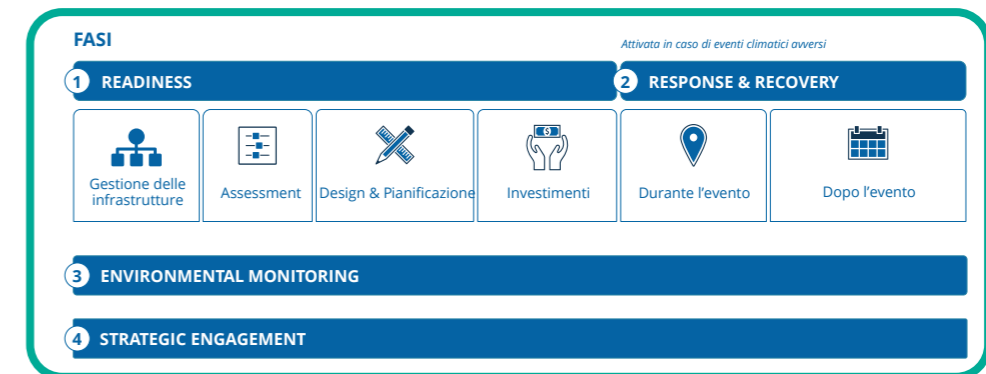 FASI
Attivata in caso di eventi climatici avversi
1 READINESS
2 RESPONSE & RECOVERY
Gestione delle
infrastrutture
Assessment
Design & Pianificazione
Investimenti
Durante l'evento
Dopo l'evento
3 ENVIRONMENTAL MONITORING
4 STRATEGIC ENGAGEMENT